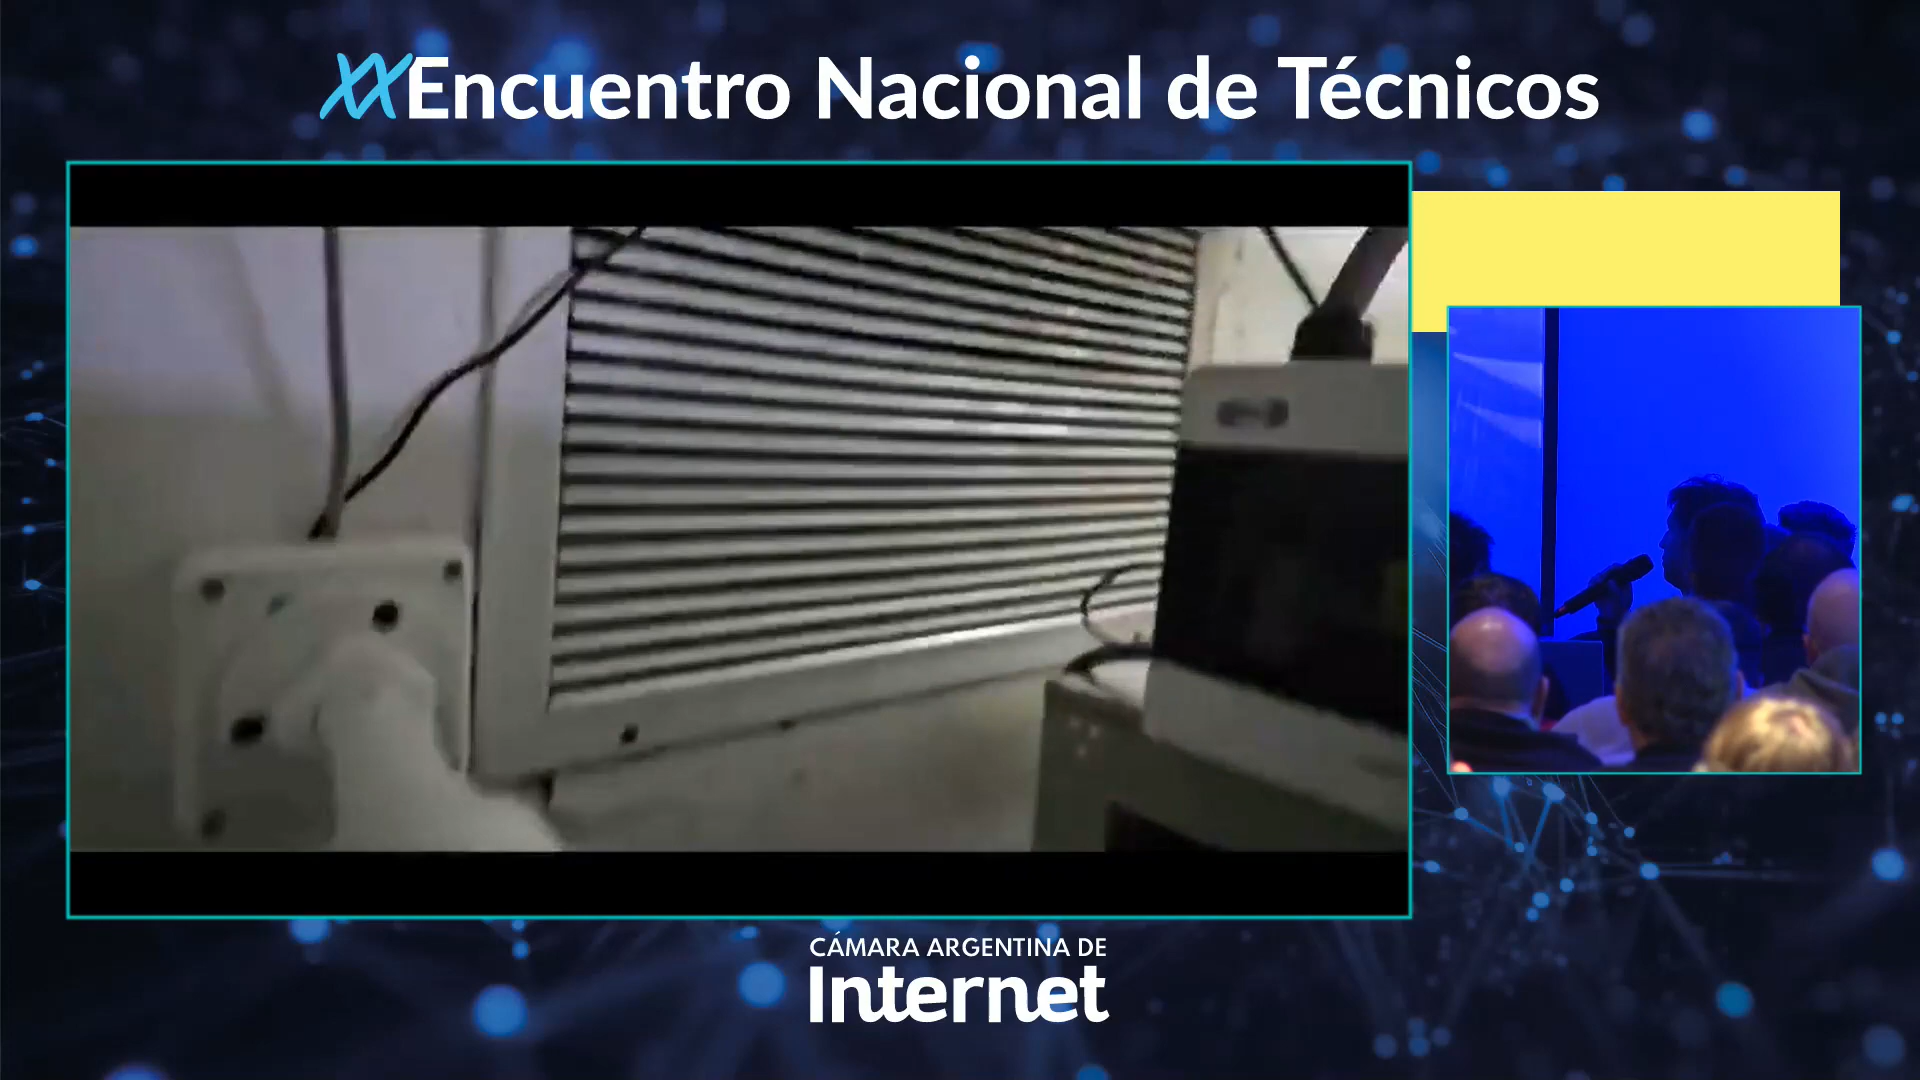 XX Encuentro Nacional de Técnicos
CÁMARA ARGENTINA DE
Internet